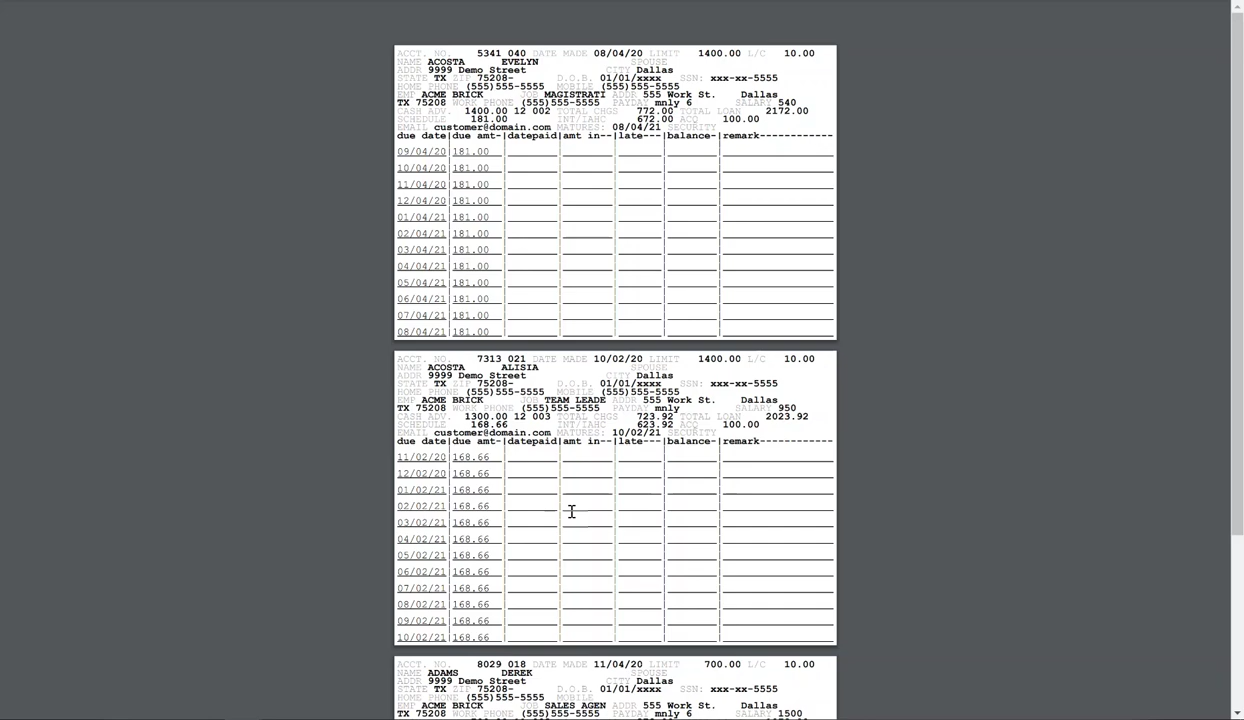 ACCT. NO. 5341 040 DATE MADE 08/04/20 LIMIT 1400.00 L/C 10.00
NAME ACOSTA EVELYN SPOUSE
ADDR 9999 Demo Street CITY Dallas
STATE TX ZIP 75208- D.O.B. 01/01/xxxx SSN: xxx-xx-5555
HOME PHONE (555)555-5555 MOBILE (555)555-5555
EMP ACME BRICK JOB MAGISTRATI ADDR 555 Work St. Dallas
TX 75208 WORK PHONE (555)555-5555 PAYDAY mnly 6 SALARY 540
CASH ADV. 1400.00 12 002 TOTAL CHGS 772.00 TOTAL LOAN 2172.00
SCHEDULE 181.00 INT/IAHC 672.00 ACQ 100.00
EMAIL customer@domain.com MATURES: 08/04/21 SECURITY
due date|due amt-|datepaid|amt in--|late---|balance-|remark-------------
09/04/20|181.00
10/04/20|181.00
11/04/20|181.00
12/04/20|181.00
01/04/21|181.00
02/04/21|181.00
03/04/21|181.00
04/04/21|181.00
05/04/21|181.00
06/04/21|181.00
07/04/21|181.00
08/04/21|181.00
ACCT. NO. 7313 021 DATE MADE 10/02/20 LIMIT 1400.00 L/C 10.00
NAME ACOSTA ALISIA SPOUSE
ADDR 9999 Demo Street CITY Dallas
STATE TX ZIP 75208- D.O.B. 01/01/xxxx SSN: xxx-xx-5555
HOME PHONE (555)555-5555 MOBILE (555)555-5555
EMP ACME BRICK JOB TEAM LEADE ADDR 555 Work St. Dallas
TX 75208 WORK PHONE (555)555-5555 PAYDAY mnly SALARY 950
CASH ADV. 1300.00 12 003 TOTAL CHGS 723.92 TOTAL LOAN 2023.92
SCHEDULE 168.66 INT/IAHC 623.92 ACQ 100.00
EMAIL customer@domain.com MATURES: 10/02/21 SECURITY
due date|due amt-|datepaid|amt in--|late---|balance-|remark-------------
11/02/20|168.66
12/02/20|168.66
01/02/21|168.66
02/02/21|168.66
03/02/21|168.66
04/02/21|168.66
05/02/21|168.66
06/02/21|168.66
07/02/21|168.66
08/02/21|168.66
09/02/21|168.66
10/02/21|168.66
ACCT. NO. 8029 018 DATE MADE 11/04/20 LIMIT 700.00 L/C 10.00
NAME ADAMS DEREK SPOUSE
ADDR 9999 Demo Street CITY Dallas
STATE TX ZIP 75208- D.O.B. 01/01/xxxx SSN: xxx-xx-5555
HOME PHONE (555)555-5555 MOBILE
EMP ACME BRICK JOB SALES AGEN ADDR 555 Work St. Dallas
TX 75208 WORK PHONE (555)555-5555 PAYDAY mnly 6 SALARY 1500